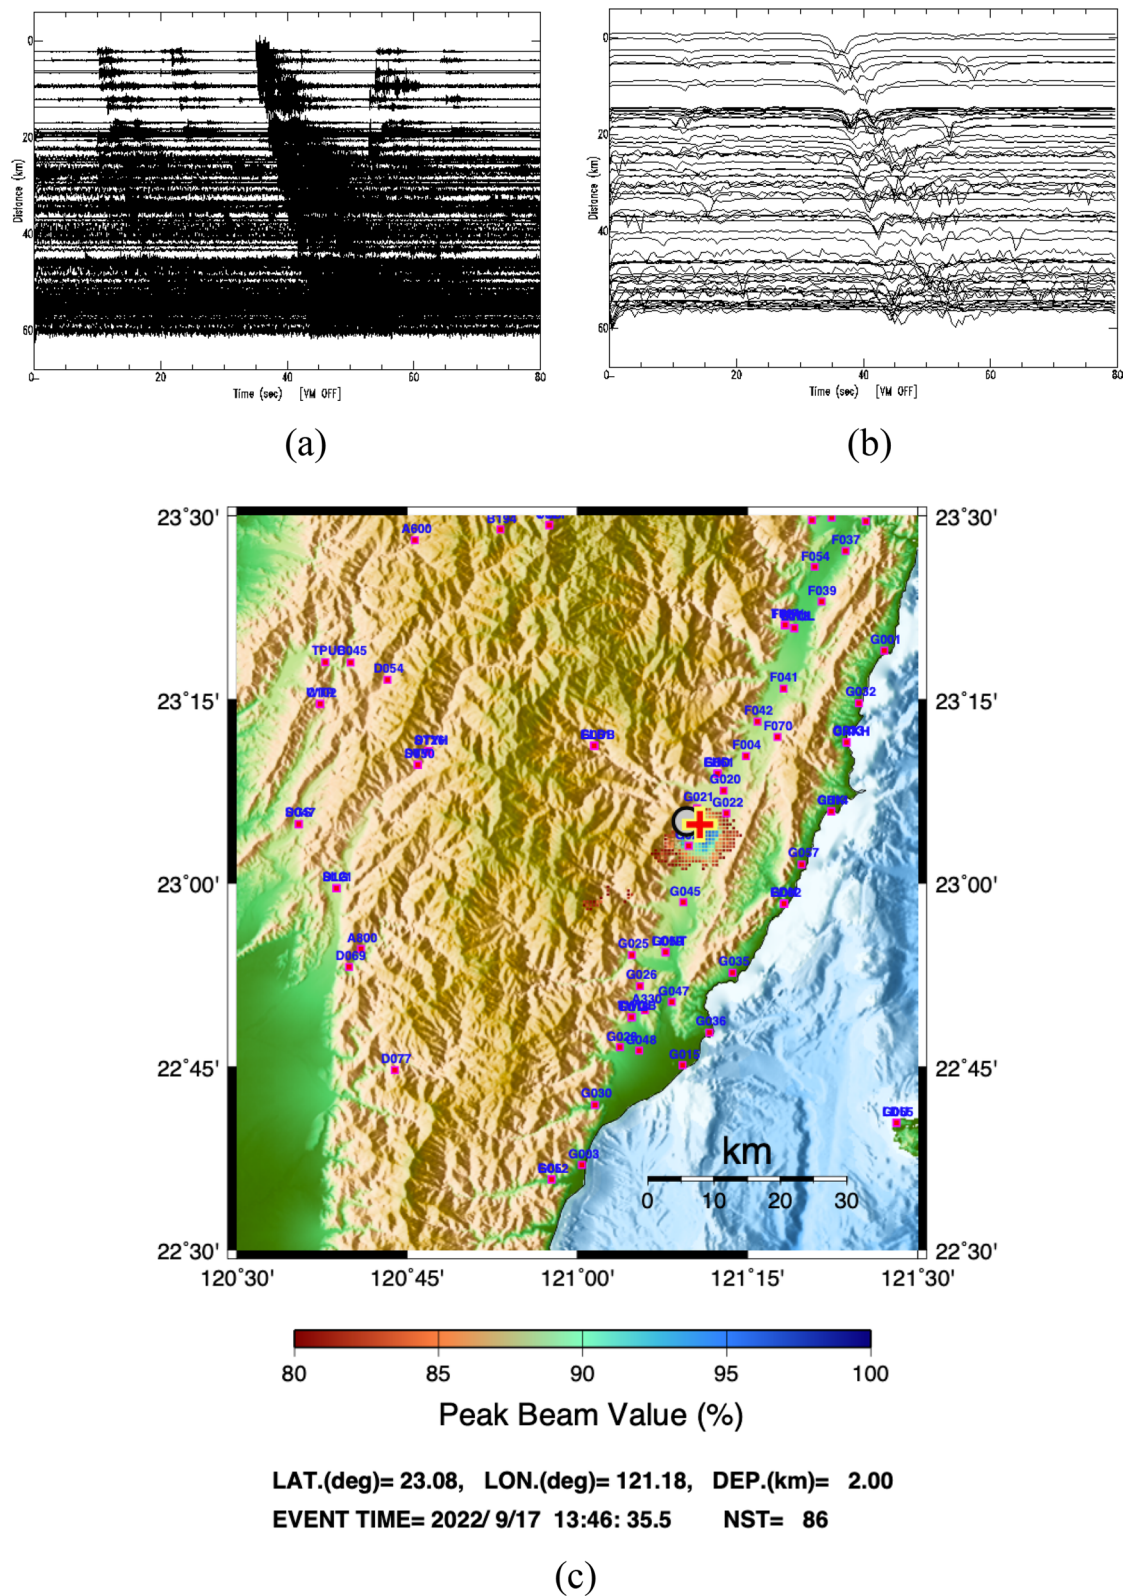 0
20
40
60
Distance (km)
0
20
40
60
80
Time (sec) [VM OFF]
(a)
0
20
40
60
Distance (km)
0
20
40
60
80
Time (sec) [VM OFF]
(b)
23°30'
23°30'
A600
B194
F037
F054
F039
G001
TPUB
045
D054
F041
G032
23°15'
23°15'
F042
F070
F004
G020
G021
G022
G045
23°00'
23°00'
A800
D069
G025
G035
G026
G047
A330
G036
G048
G015
D077
22°45'
22°45'
G030
G003
km
0 10 20 30
22°30'
22°30'
120°30' 120°45' 121°00' 121°15' 121°30'
80 85 90 95 100
Peak Beam Value (%)
LAT.(deg)= 23.08, LON.(deg)= 121.18, DEP.(km)= 2.00
EVENT TIME= 2022/ 9/17 13:46: 35.5 NST= 86
(c)